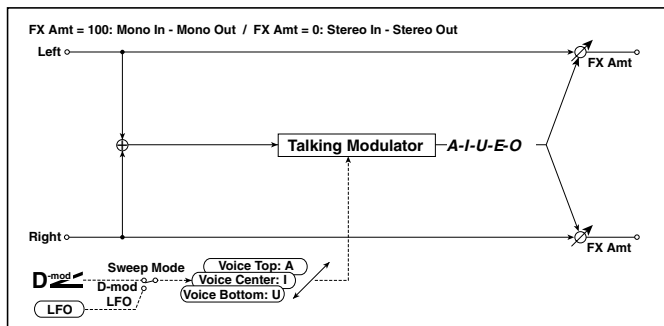 FX Amt = 100: Mono In - Mono Out / FX Amt = 0: Stereo In - Stereo Out
Left
FX Amt
Talking Modulator
A-I-U-E-O
Right
FX Amt
Sweep Mode
D-mod
D-mod
LFO
LFO
Voice Top: A
Voice Center: I
Voice Bottom: U